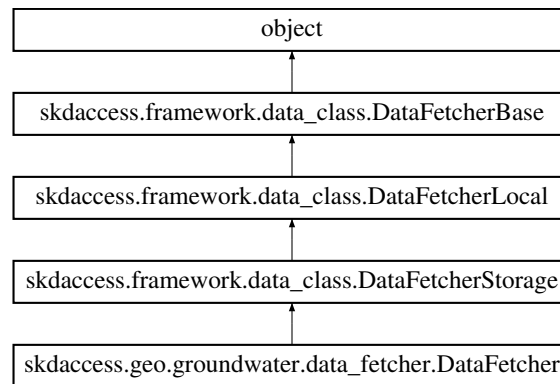 object
skdaccess.framework.data_class.DataFetcherBase
skdaccess.framework.data_class.DataFetcherLocal
skdaccess.framework.data_class.DataFetcherStorage
skdaccess.geo.groundwater.data_fetcher.DataFetcher